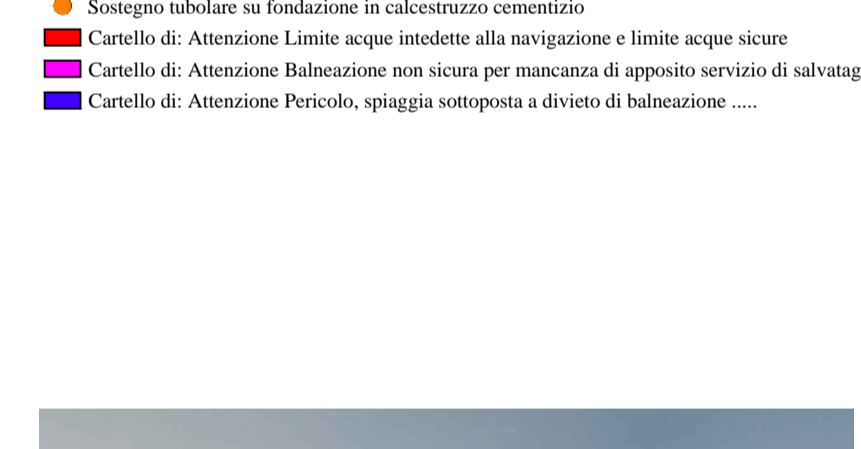 Sostegno tubolare su fondazione in calcestruzzo cementizio
Cartello di: Attenzione Limite acque intedette alla navigazione e limite acque sicure
Cartello di: Attenzione Balneazione non sicura per mancanza di apposito servizio di salvatag
Cartello di: Attenzione Pericolo, spiaggia sottoposta a divieto di balneazione .....